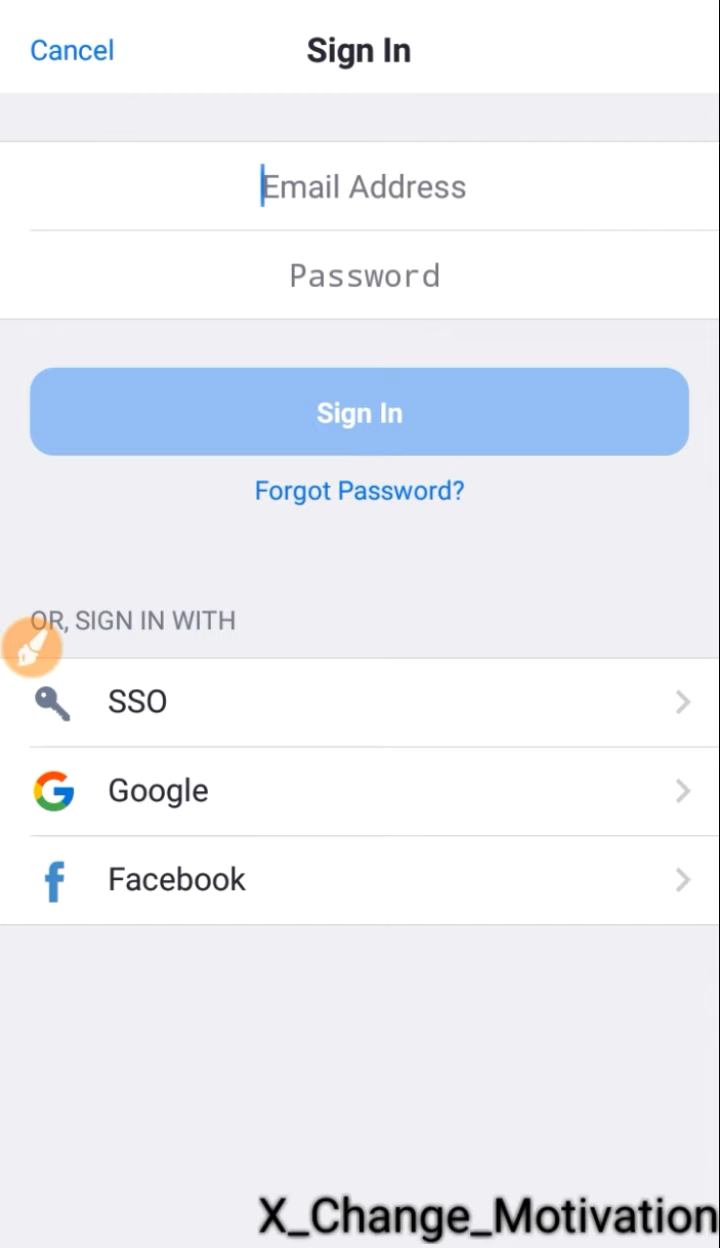 Cancel
Sign In
Email Address
Password
Sign In
Forgot Password?
OR, SIGN IN WITH
SSO
Google
Facebook
X_Change_Motivation